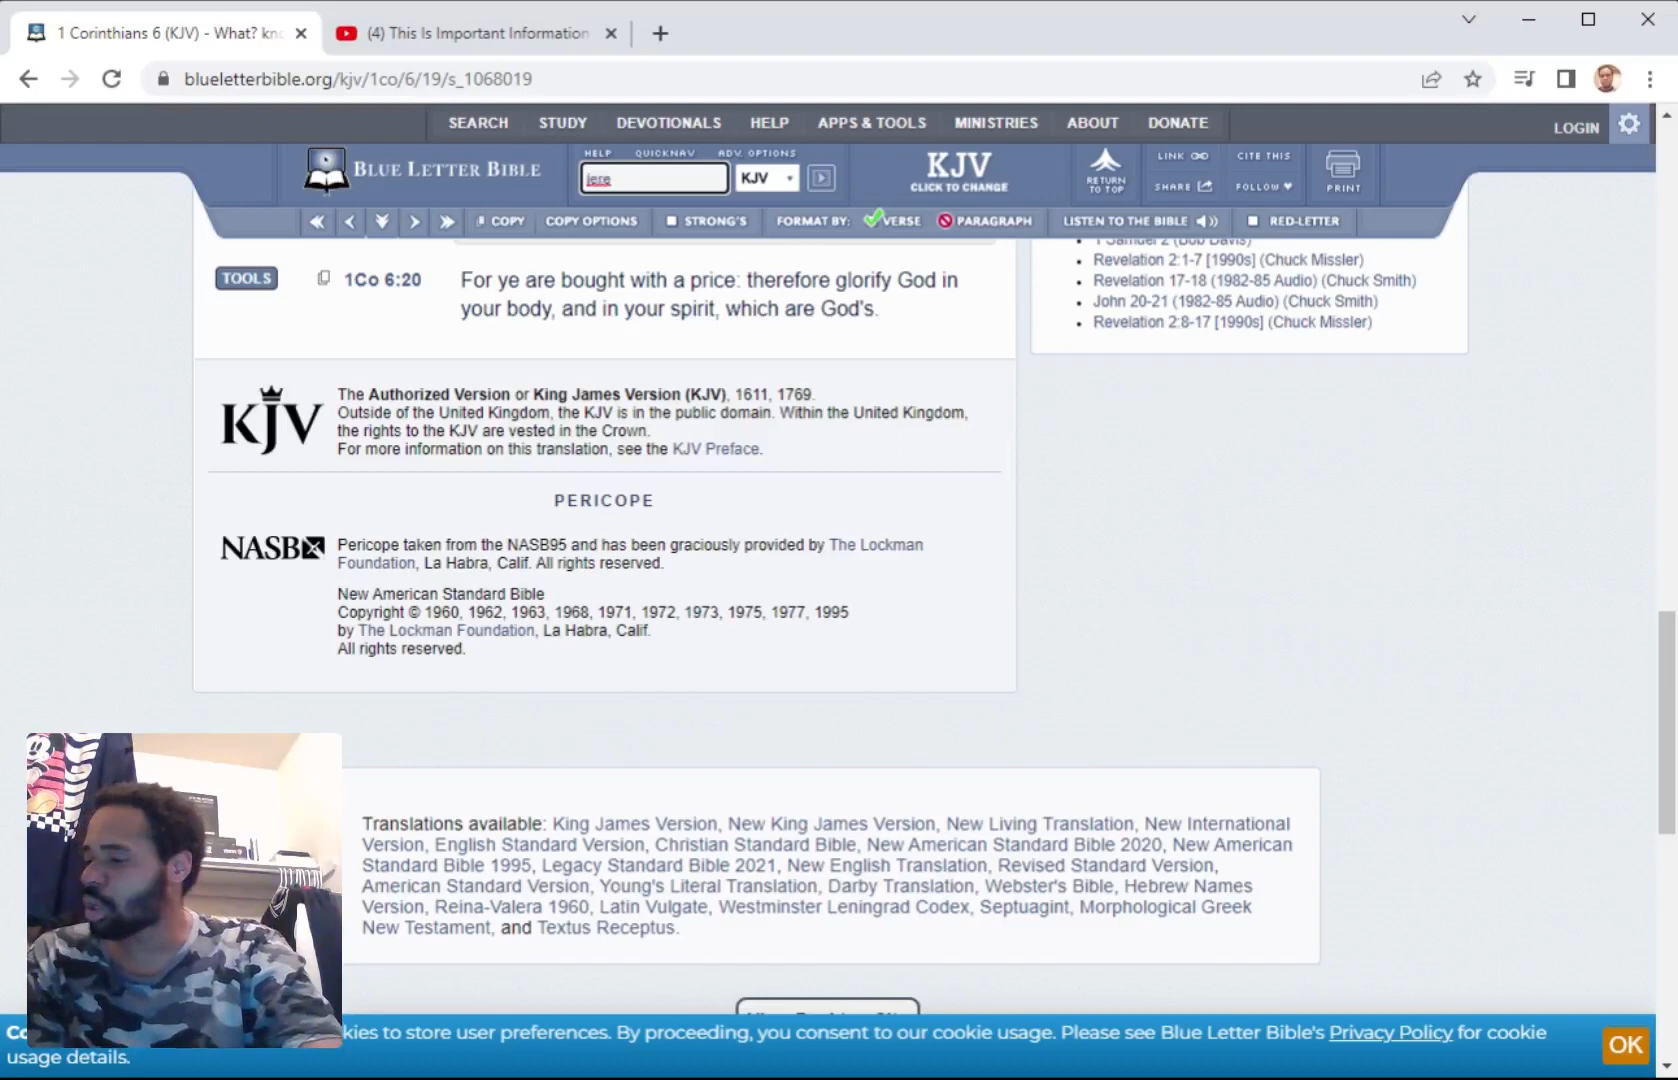 1 Corinthians 6 (KJV) - What? kno
(4) This Is Important Information
blueletterbible.org/kjv/1co/6/19/s_1068019
SEARCH STUDY DEVOTIONALS HELP APPS & TOOLS MINISTRIES ABOUT DONATE
LOGIN
BLUE LETTER BIBLE
HELP QUICKNAV ADV. OPTIONS
jere
KJV
KJV
CLICK TO CHANGE
RETURN
TO TOP
LINK
CITE THIS
SHARE
FOLLOW
PRINT
COPY COPY OPTIONS STRONG'S FORMAT BY: VERSE PARAGRAPH LISTEN TO THE BIBLE RED-LETTER
1 Samuel 2 (Bob Davis)
Revelation 2:1-7 [1990s] (Chuck Missler)
Revelation 17-18 (1982-85 Audio) (Chuck Smith)
John 20-21 (1982-85 Audio) (Chuck Smith)
Revelation 2:8-17 [1990s] (Chuck Missler)
TOOLS 1Co 6:20 For ye are bought with a price: therefore glorify God in
your body, and in your spirit, which are God's.
KJV
The Authorized Version or King James Version (KJV), 1611, 1769.
Outside of the United Kingdom, the KJV is in the public domain. Within the United Kingdom,
the rights to the KJV are vested in the Crown.
For more information on this translation, see the KJV Preface.
PERICOPE
NASB
Pericope taken from the NASB95 and has been graciously provided by The Lockman
Foundation, La Habra, Calif. All rights reserved.
New American Standard Bible
Copyright © 1960, 1962, 1963, 1968, 1971, 1972, 1973, 1975, 1977, 1995
by The Lockman Foundation, La Habra, Calif.
All rights reserved.
Translations available: King James Version, New King James Version, New Living Translation, New International
Version, English Standard Version, Christian Standard Bible, New American Standard Bible 2020, New American
Standard Bible 1995, Legacy Standard Bible 2021, New English Translation, Revised Standard Version,
American Standard Version, Young's Literal Translation, Darby Translation, Webster's Bible, Hebrew Names
Version, Reina-Valera 1960, Latin Vulgate, Westminster Leningrad Codex, Septuagint, Morphological Greek
New Testament, and Textus Receptus.
Co
kies to store user preferences. By proceeding, you consent to our cookie usage. Please see Blue Letter Bible's Privacy Policy for cookie
usage details.
OK